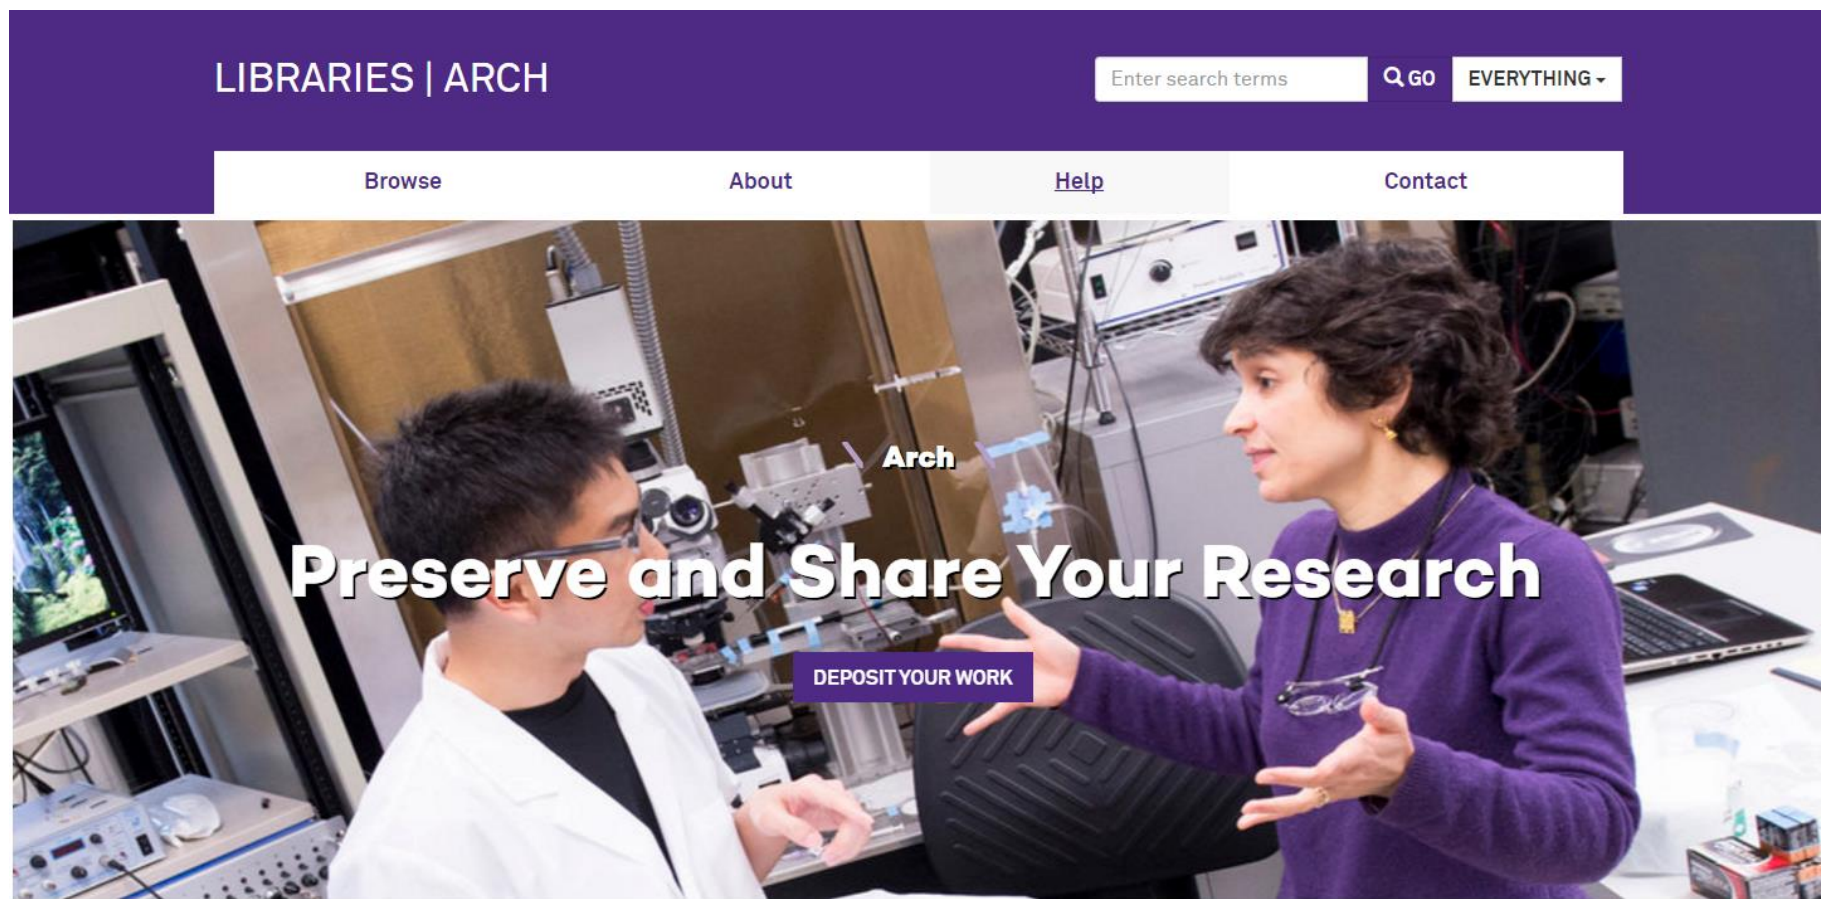 LIBRARIES | ARCH
Enter search terms
GO
EVERYTHING
Browse
About
Help
Contact
Arch
Preserve and Share Your Research
DEPOSIT YOUR WORK